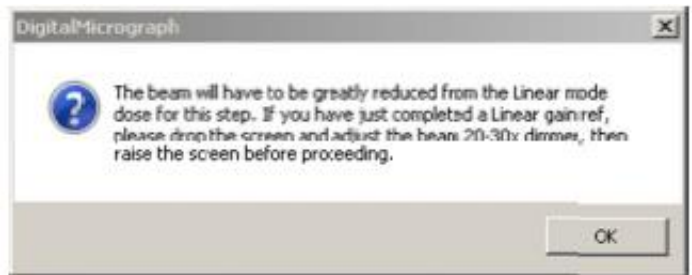 DigitalMicrograph
The beam will have to be greatly reduced from the Linear mode
dose for this step. If you have just completed a Linear gain ref,
please drop the screen and adjust the beam 20-30x dimmer, then
raise the screen before proceeding.
OK